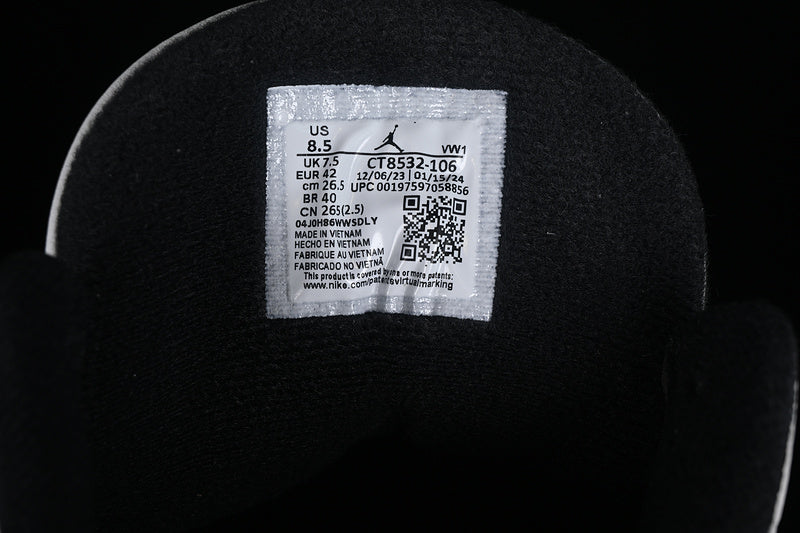 US
8.5
VW1
UK 7.5
CT8532-106
EUR 42
12/06/23 | 01/15/24
cm 26.5
UPC 00197597058856
BR 40
CN 265(2.5)
04J0H86WWSDLY
MADE IN VIETNAM
HECHO EN VIETNAM
FABRIQUE AU VIETNAM
FABRICADO NO VIETNÃ
This product is covered by one or more patents:
www.nike.com/patentsvirtualmarking